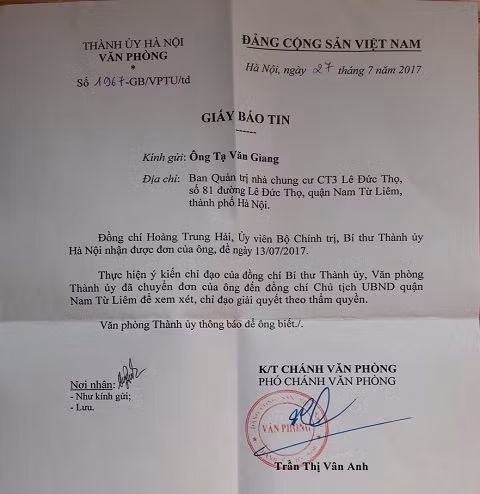 THÀNH ỦY HÀ NỘI
VĂN PHÒNG
*
Số 1967-GB/VPTU/td
ĐẢNG CỘNG SẢN VIỆT NAM
Hà Nội, ngày 27 tháng 7 năm 2017
GIẤY BÁO TIN
Kính gửi: Ông Tạ Văn Giang
Địa chỉ: Ban Quản trị nhà chung cư CT3 Lê Đức Thọ,
số 81 đường Lê Đức Thọ, quận Nam Từ Liêm,
thành phố Hà Nội.
Đồng chí Hoàng Trung Hải, Ủy viên Bộ Chính trị, Bí thư Thành ủy
Hà Nội nhận được đơn của ông, đề ngày 13/07/2017.
Thực hiện ý kiến chỉ đạo của đồng chí Bí thư Thành ủy, Văn phòng
Thành ủy đã chuyển đơn của ông đến đồng chí Chủ tịch UBND quận
Nam Từ Liêm để xem xét, chỉ đạo giải quyết theo thẩm quyền.
Văn phòng Thành ủy thông báo để ông biết./.
Nơi nhận:
- Như kính gửi;
- Lưu.
K/T CHÁNH VĂN PHÒNG
PHÓ CHÁNH VĂN PHÒNG
VĂN PHÒNG
Trần Thị Vân Anh